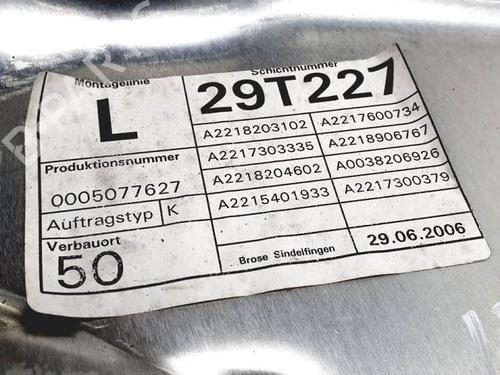 Montagelinie
L
Produktionsnummer
0005077627
Auftragstyp K
Verbauort
50
Schichtnummer
29T227
A2218203102 A2217600734
A2217303335 A2218906767
A2218204602 A0038206926
A2215401933 A2217300379
Brose Sindelfingen
29.06.2006